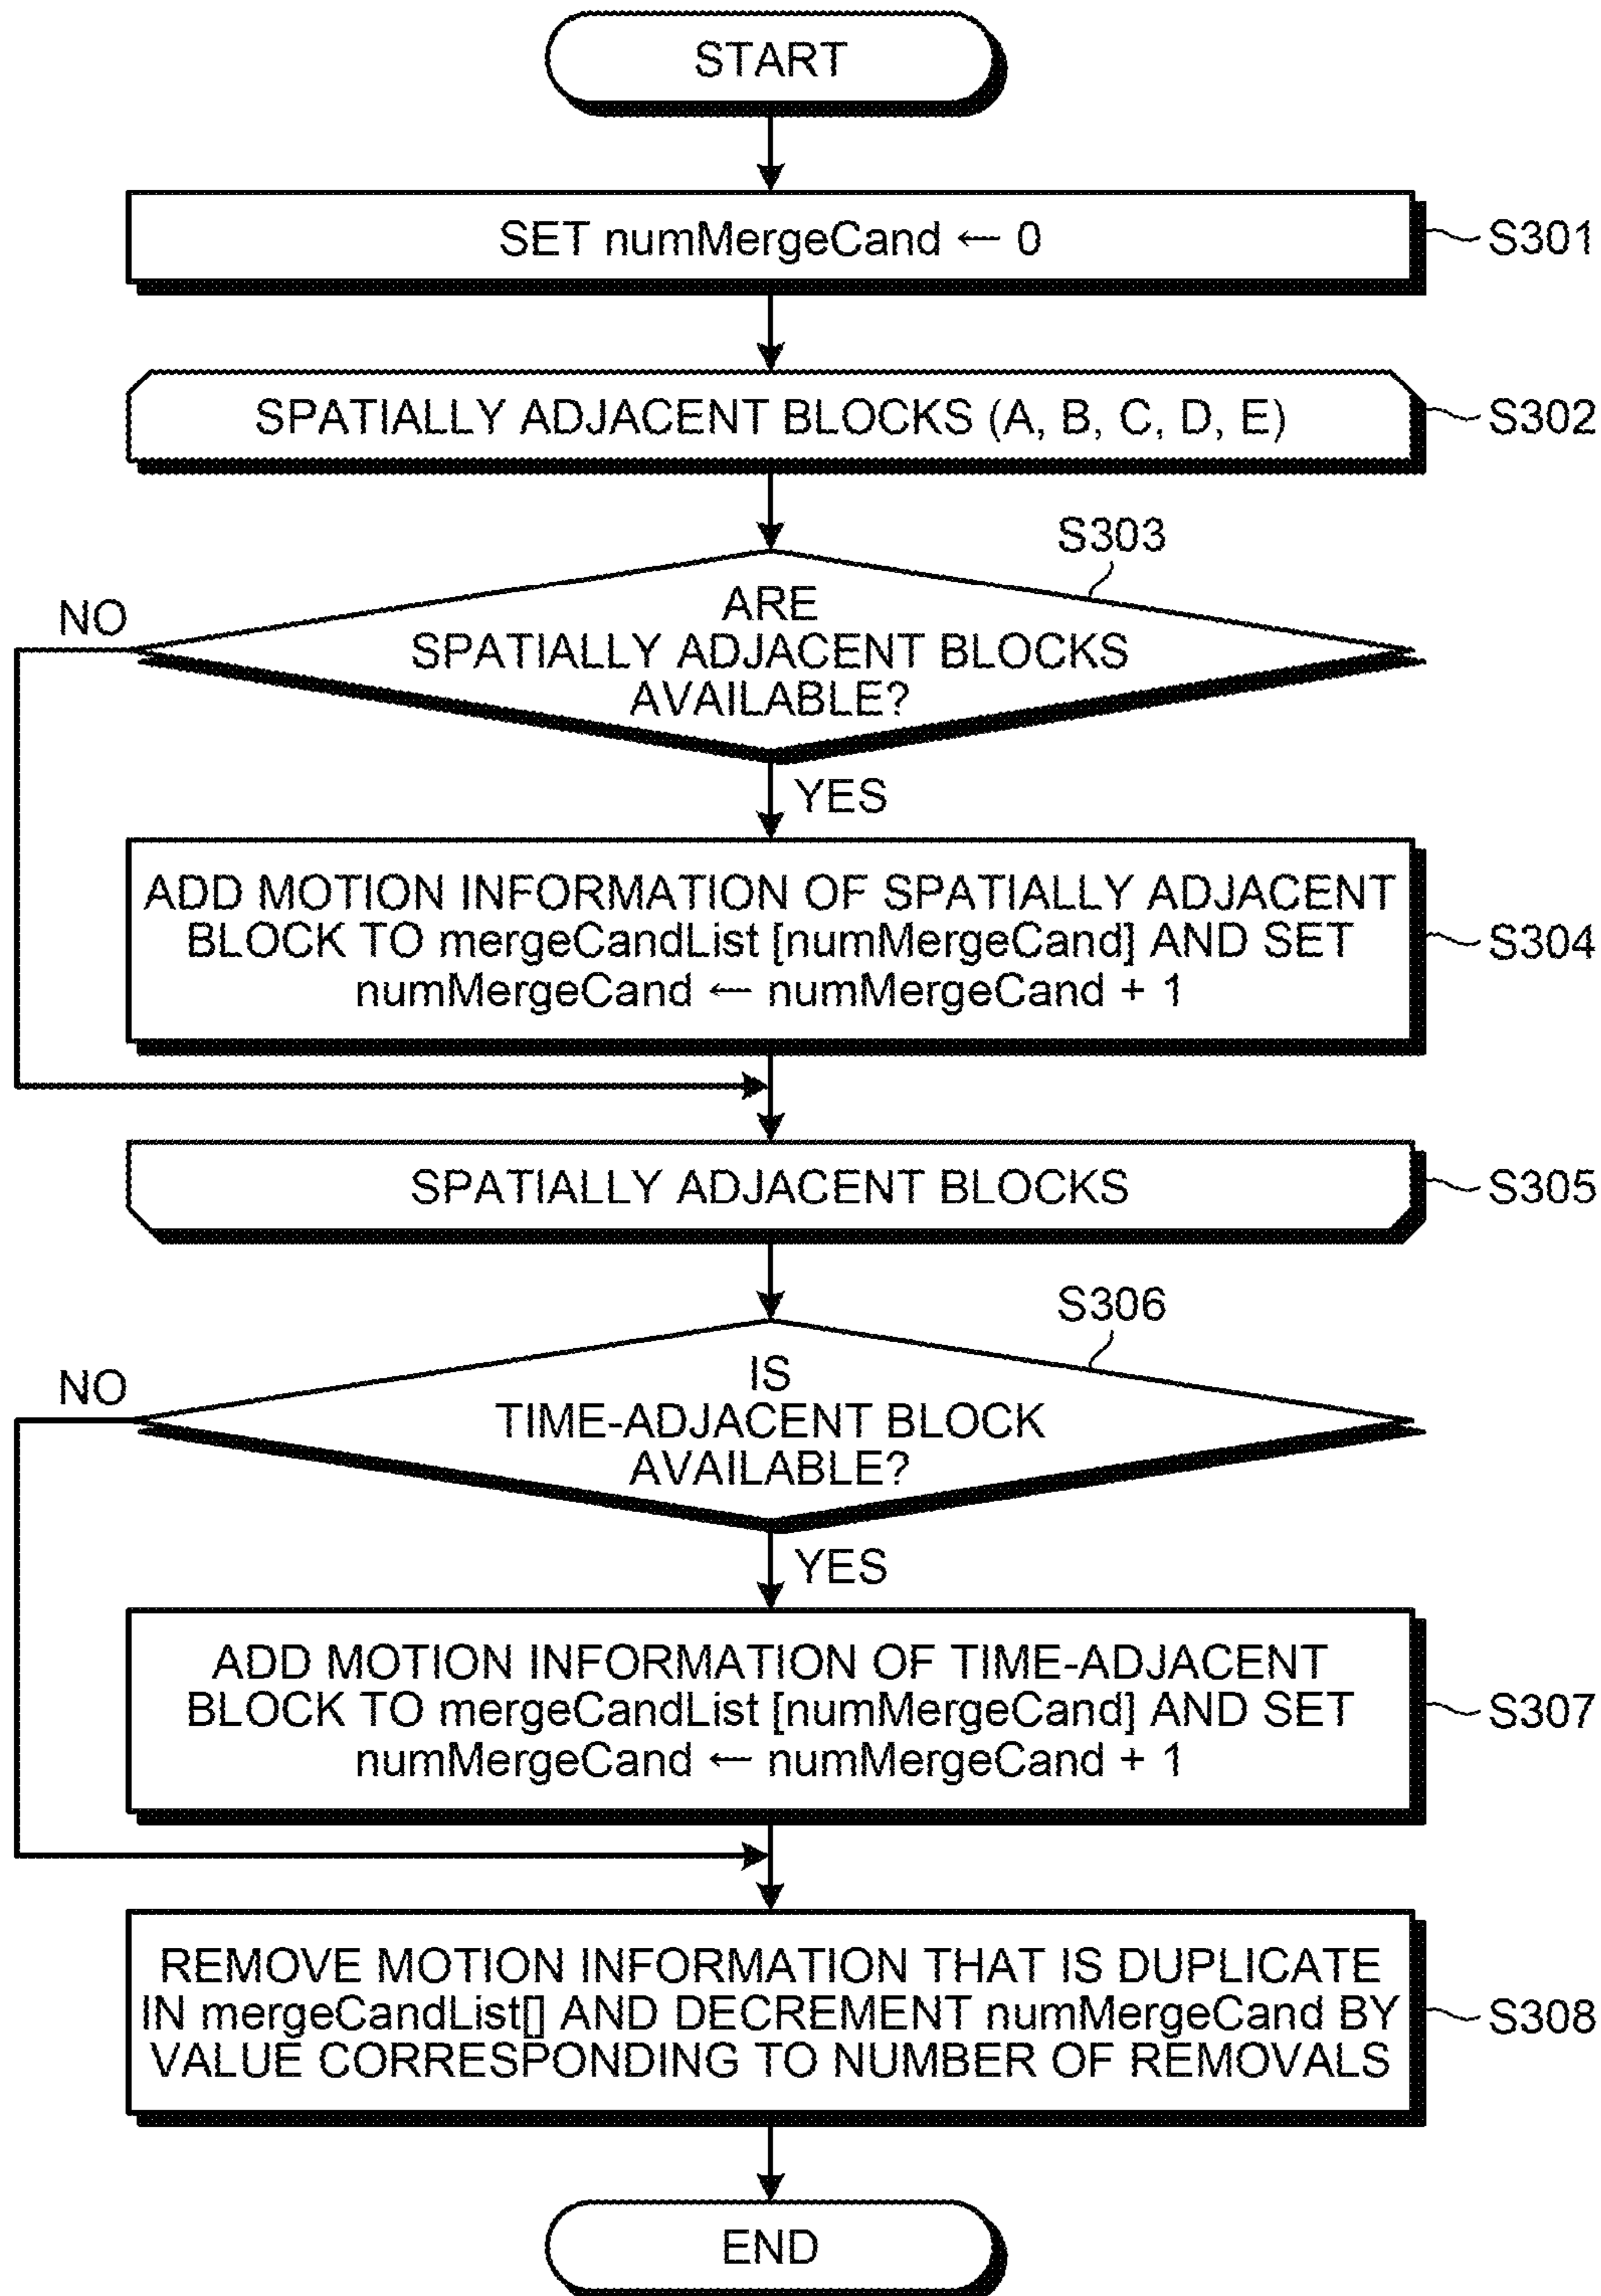 START
SET numMergeCand ← 0
S301
SPATIALLY ADJACENT BLOCKS (A, B, C, D, E)
S302
S303
NO
ARE
SPATIALLY ADJACENT BLOCKS
AVAILABLE?
YES
ADD MOTION INFORMATION OF SPATIALLY ADJACENT
BLOCK TO mergeCandList [numMergeCand] AND SET
numMergeCand ← numMergeCand + 1
S304
SPATIALLY ADJACENT BLOCKS
S305
S306
NO
IS
TIME-ADJACENT BLOCK
AVAILABLE?
YES
ADD MOTION INFORMATION OF TIME-ADJACENT
BLOCK TO mergeCandList [numMergeCand] AND SET
numMergeCand ← numMergeCand + 1
S307
REMOVE MOTION INFORMATION THAT IS DUPLICATE
IN mergeCandList[] AND DECREMENT numMergeCand BY
VALUE CORRESPONDING TO NUMBER OF REMOVALS
S308
END